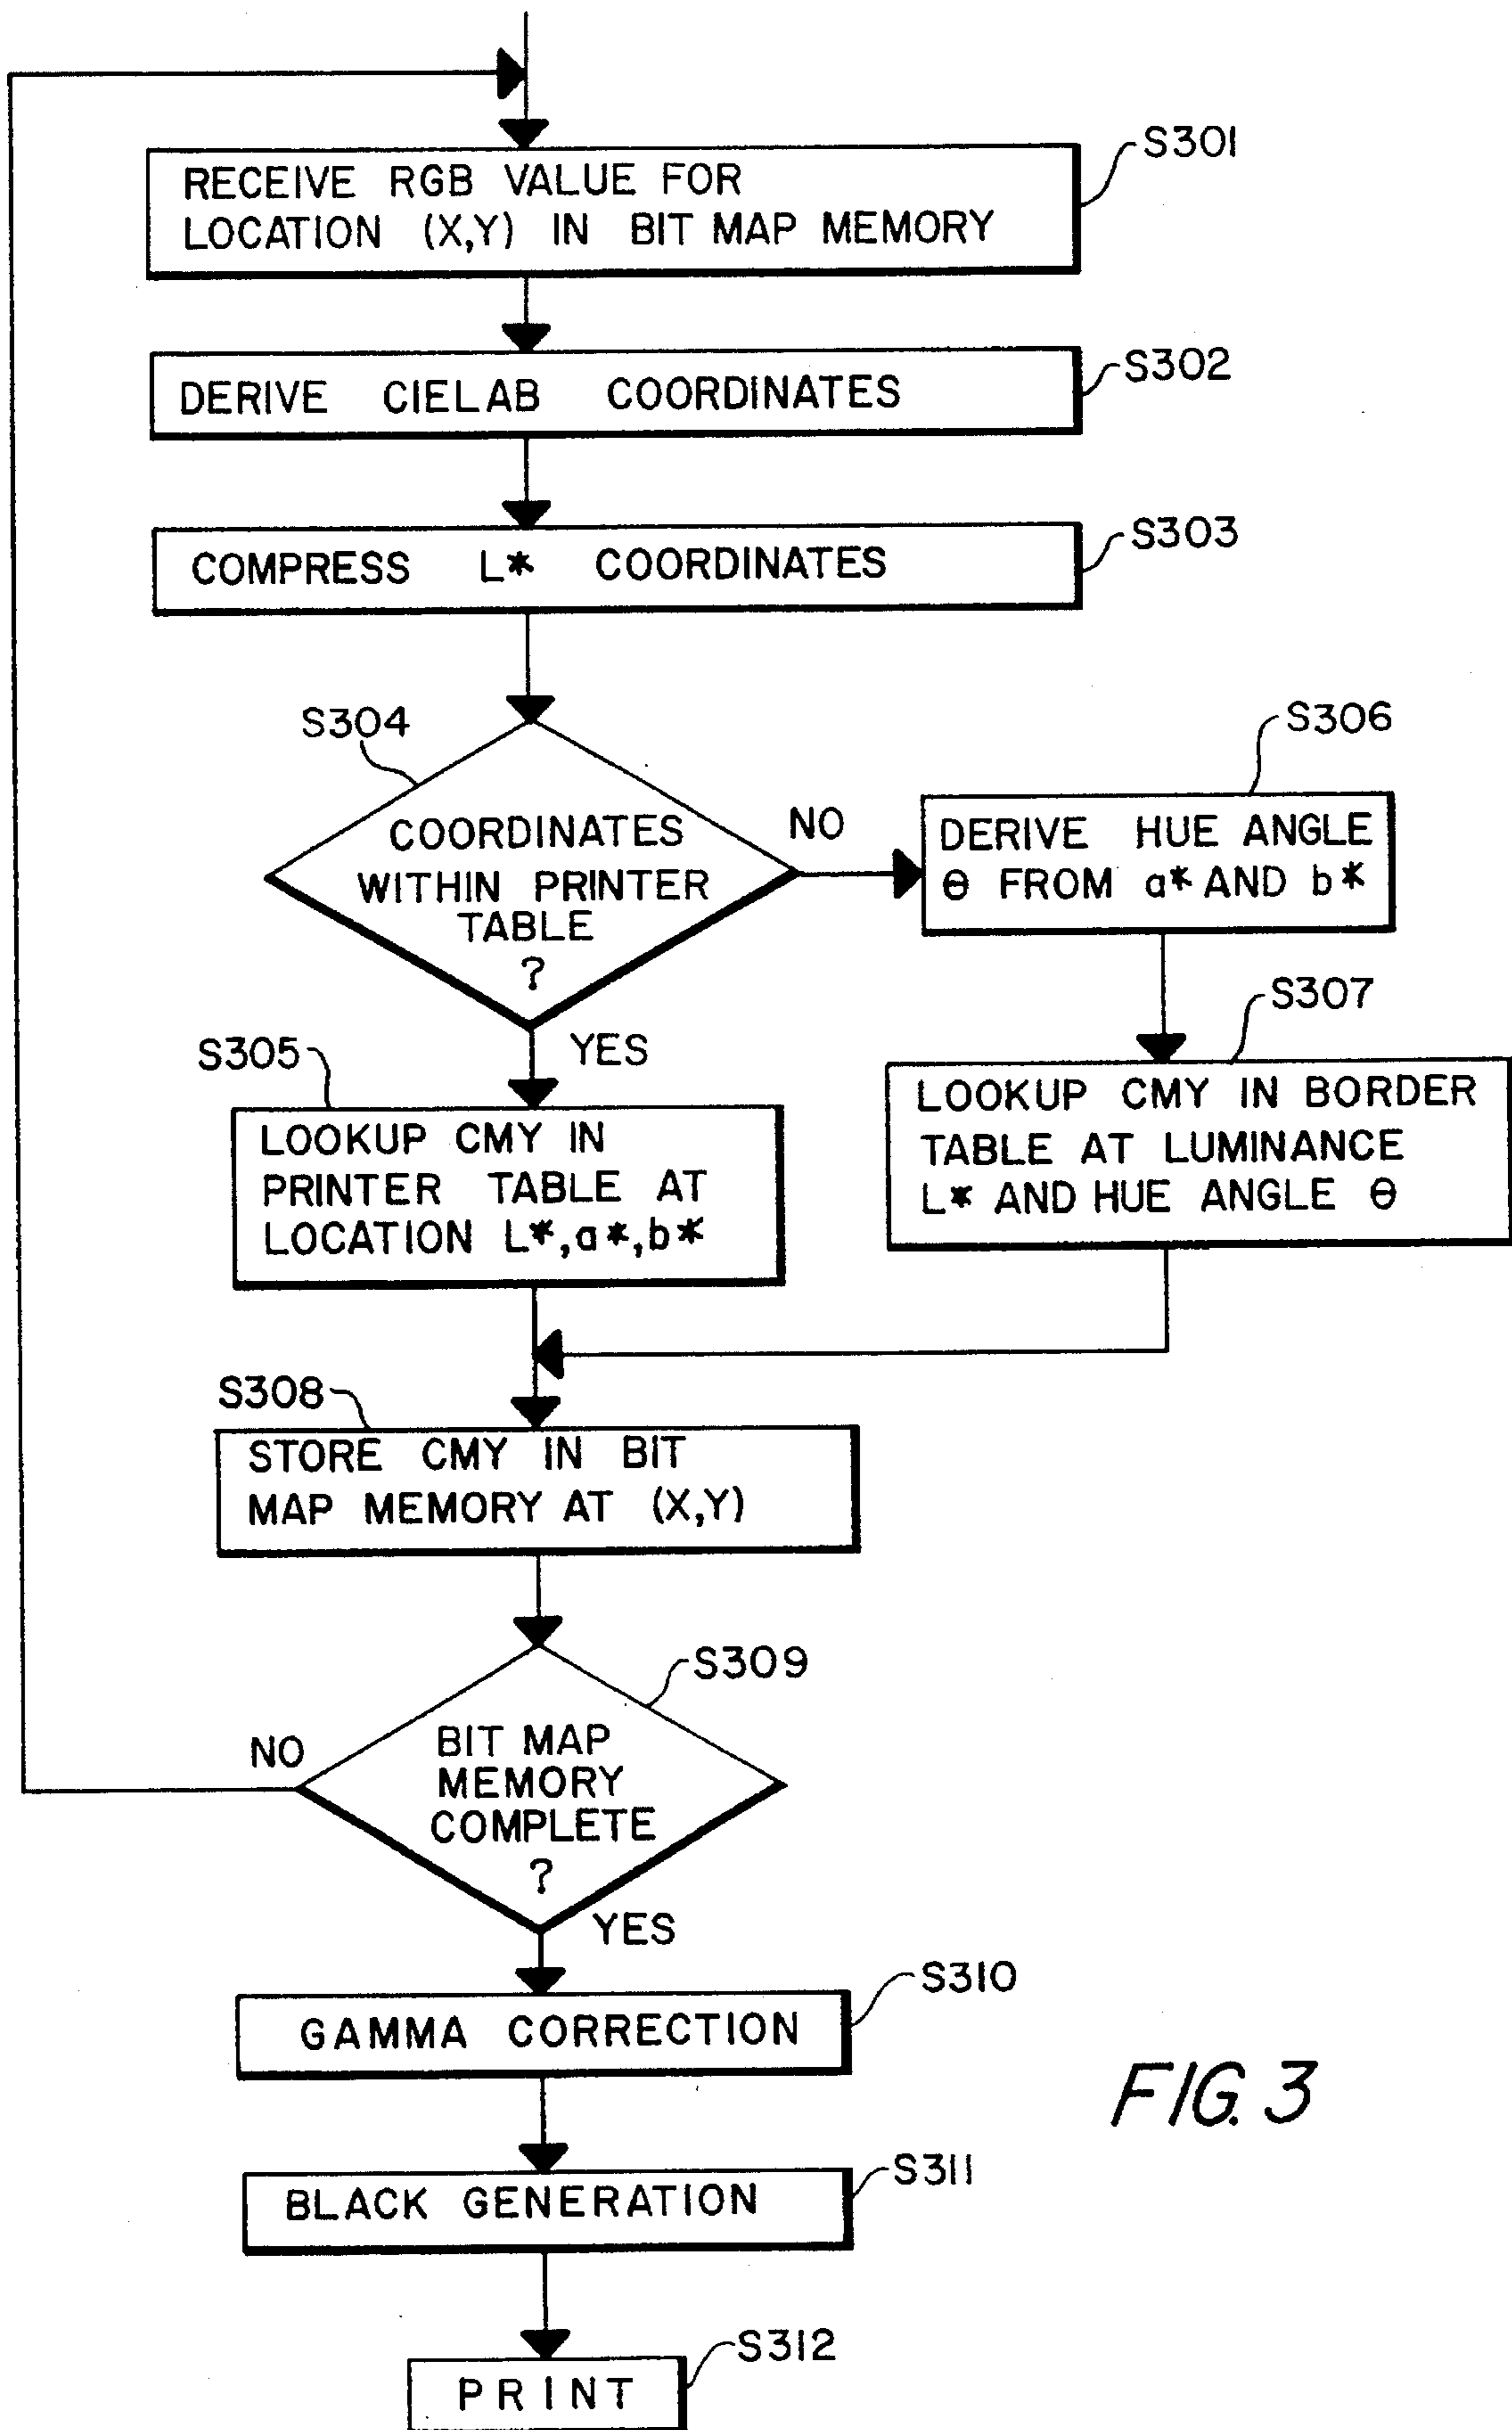 S301
RECEIVE RGB VALUE FOR
LOCATION (X,Y) IN BIT MAP MEMORY
S302
DERIVE CIELAB COORDINATES
S303
COMPRESS L* COORDINATES
S304
COORDINATES
WITHIN PRINTER
TABLE
?
NO
YES
S306
DERIVE HUE ANGLE
θ FROM a* AND b*
S307
LOOKUP CMY IN BORDER
TABLE AT LUMINANCE
L* AND HUE ANGLE θ
S305
LOOKUP CMY IN
PRINTER TABLE AT
LOCATION L*,a*,b*
S308
STORE CMY IN BIT
MAP MEMORY AT (X,Y)
S309
NO
BIT MAP
MEMORY
COMPLETE
?
YES
S310
GAMMA CORRECTION
S311
BLACK GENERATION
S312
PRINT
FIG. 3